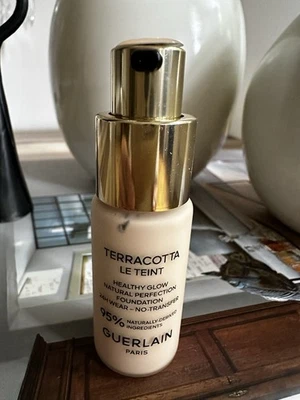 TERRACOTTA
LE TEINT
HEALTHY GLOW
NATURAL PERFECTION
FOUNDATION
24H WEAR – NO-TRANSFER
95% NATURALLY-DERIVED
INGREDIENTS
GUERLAIN
PARIS